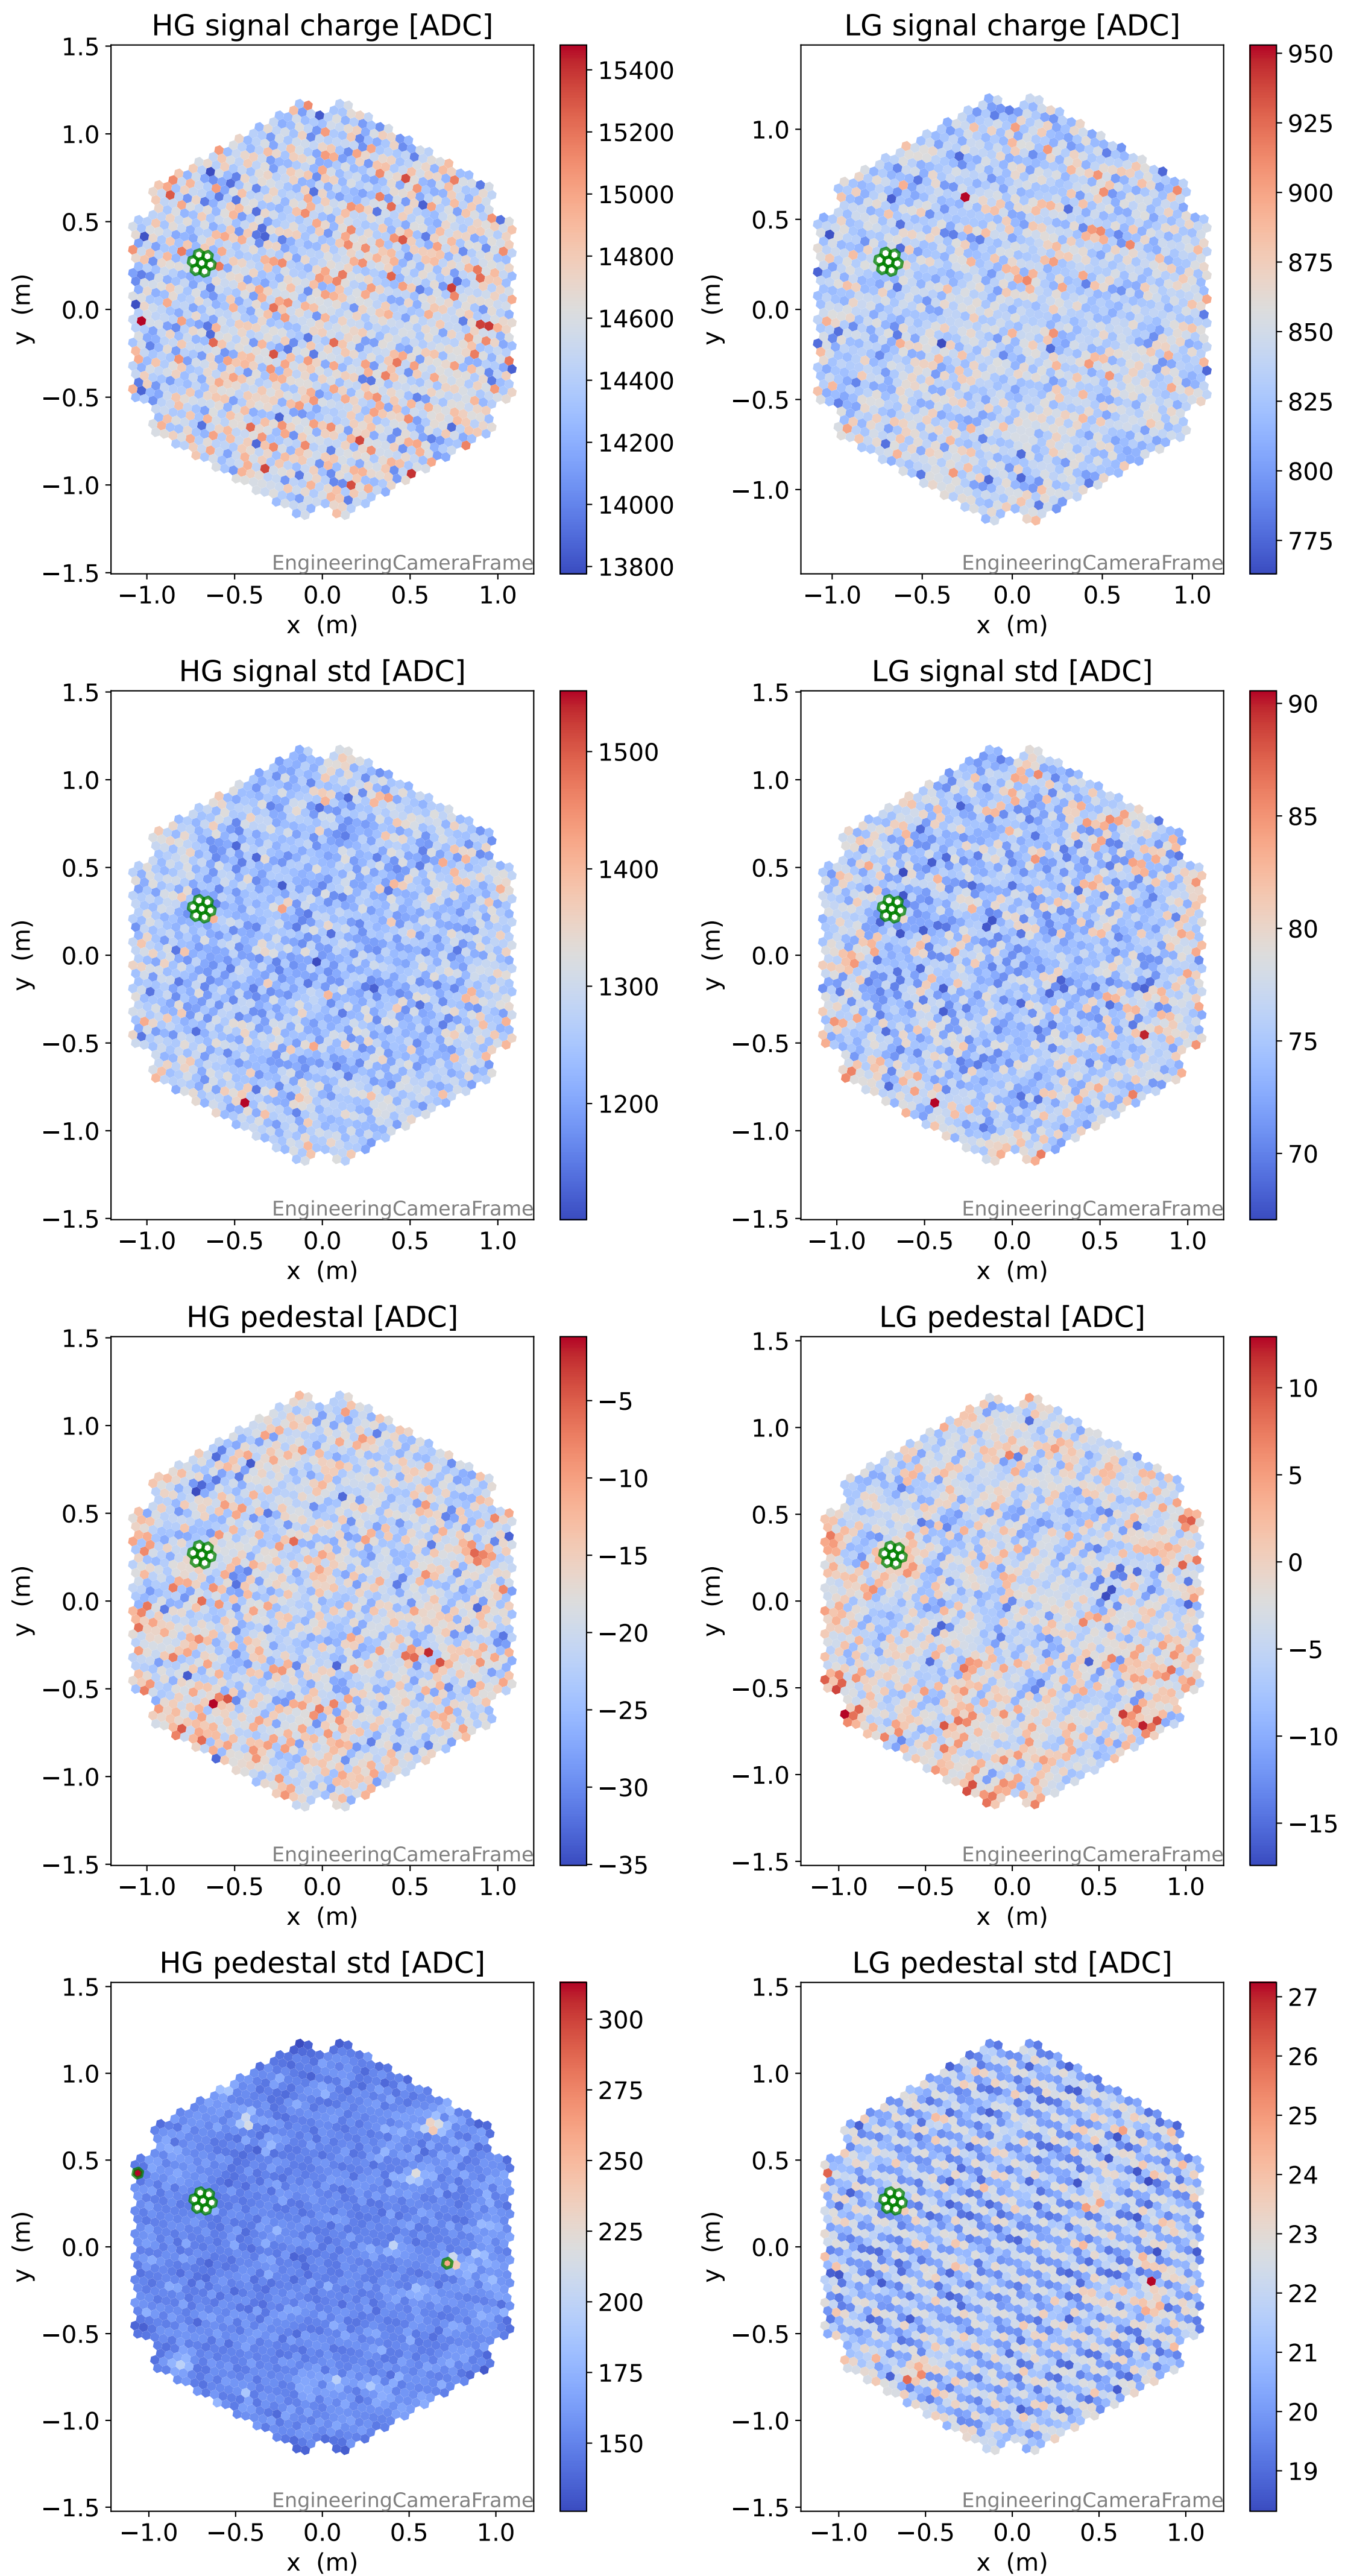 HG signal charge [ADC]
LG signal charge [ADC]
1.5
1.0
0.5
0.0
−0.5
−1.0
−1.5
y (m)
−1.0 −0.5 0.0 0.5 1.0
x (m)
EngineeringCameraFrame
15400
15200
15000
14800
14600
14400
14200
14000
13800
1.0
0.5
0.0
−0.5
−1.0
y (m)
−1.0 −0.5 0.0 0.5 1.0
x (m)
EngineeringCameraFrame
950
925
900
875
850
825
800
775
HG signal std [ADC]
LG signal std [ADC]
1.5
1.0
0.5
0.0
−0.5
−1.0
−1.5
y (m)
−1.0 −0.5 0.0 0.5 1.0
x (m)
EngineeringCameraFrame
1500
1400
1300
1200
1.5
1.0
0.5
0.0
−0.5
−1.0
−1.5
y (m)
−1.0 −0.5 0.0 0.5 1.0
x (m)
EngineeringCameraFrame
90
85
80
75
70
HG pedestal [ADC]
LG pedestal [ADC]
1.5
1.0
0.5
0.0
−0.5
−1.0
−1.5
y (m)
−1.0 −0.5 0.0 0.5 1.0
x (m)
EngineeringCameraFrame
−5
−10
−15
−20
−25
−30
−35
1.5
1.0
0.5
0.0
−0.5
−1.0
−1.5
y (m)
−1.0 −0.5 0.0 0.5 1.0
x (m)
EngineeringCameraFrame
10
5
0
−5
−10
−15
HG pedestal std [ADC]
LG pedestal std [ADC]
1.5
1.0
0.5
0.0
−0.5
−1.0
−1.5
y (m)
−1.0 −0.5 0.0 0.5 1.0
x (m)
EngineeringCameraFrame
300
275
250
225
200
175
150
1.5
1.0
0.5
0.0
−0.5
−1.0
−1.5
y (m)
−1.0 −0.5 0.0 0.5 1.0
x (m)
EngineeringCameraFrame
27
26
25
24
23
22
21
20
19